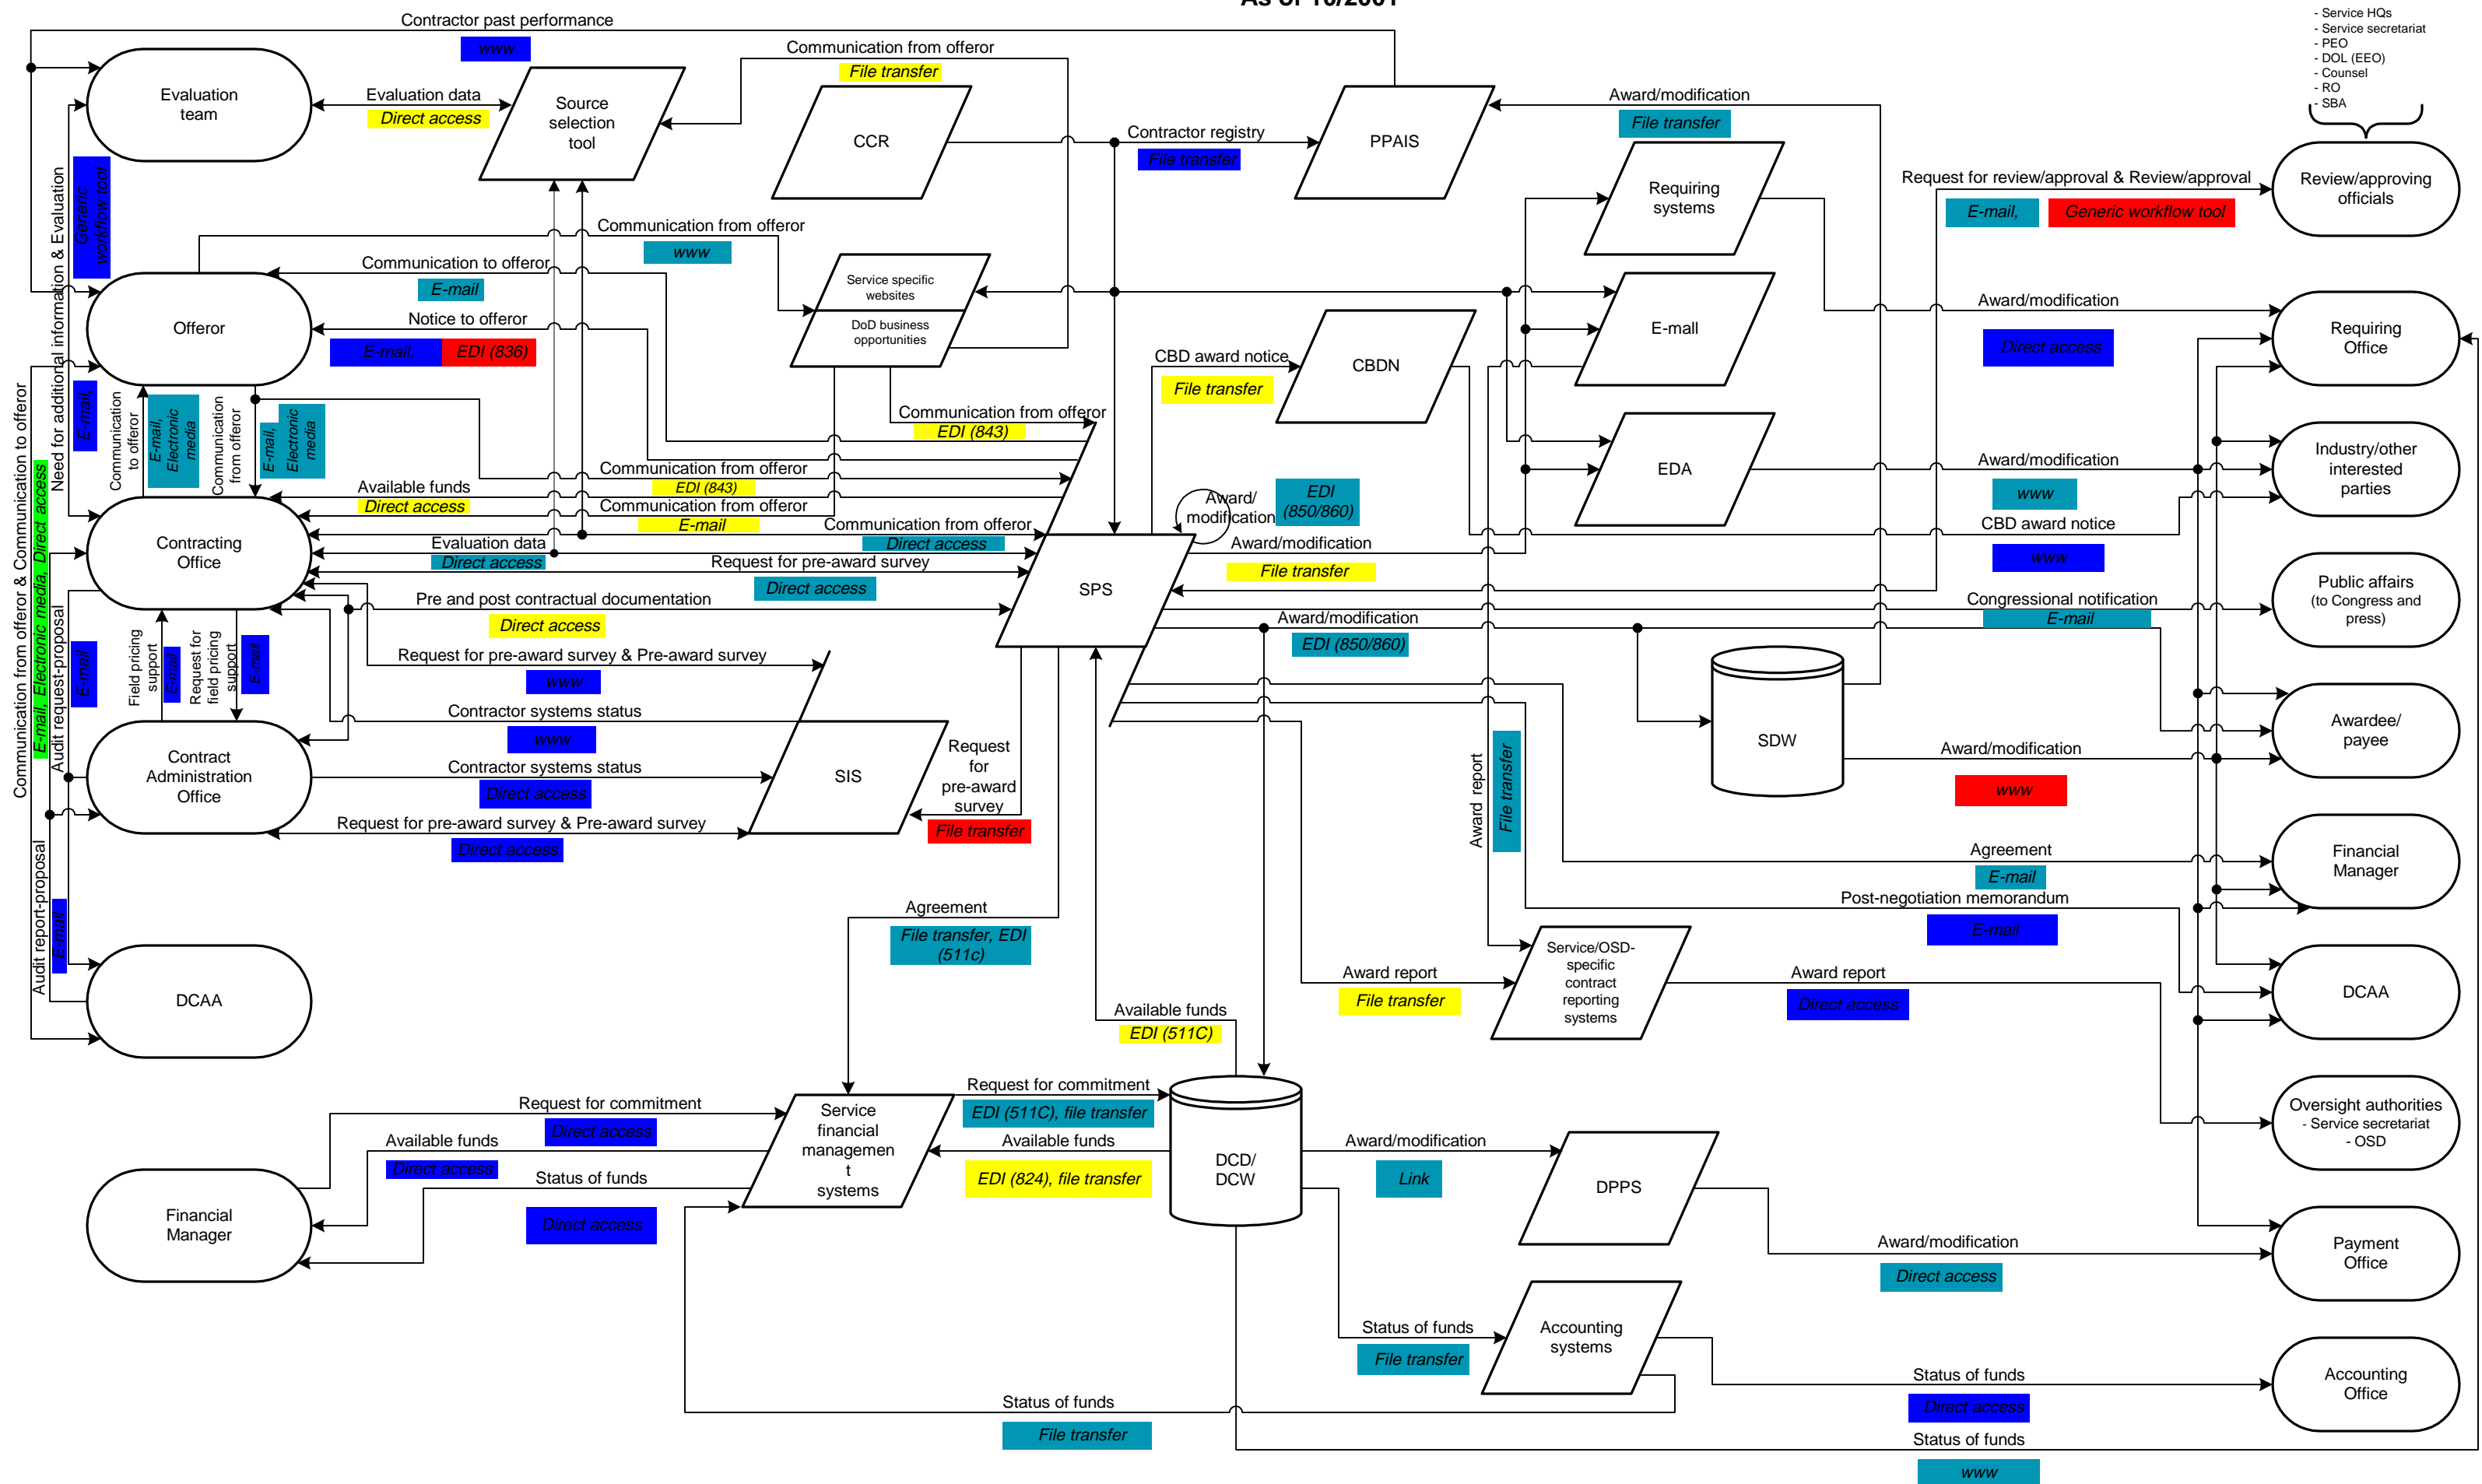 As of 10/2001
- Service HQs
- Service secretariat
- PEO
- DOL (EEO)
- Counsel
- RO
- SBA
Contractor past performance
www
Communication from offeror
File transfer
Evaluation
team
Evaluation data
Direct access
Source
selection
tool
CCR
Contractor registry
File transfer
PPAIS
Award/modification
File transfer
Requiring
systems
Request for review/approval & Review/approval
E-mail,
Generic workflow tool
Review/approving
officials
Need for additional information & Evaluation
Generic
workflow tool
Communication from offeror
www
Communication to offeror
E-mail
Offeror
Notice to offeror
E-mail,
EDI (836)
Service specific
websites
DoD business
opportunities
E-mall
Award/modification
Direct access
Requiring
Office
CBD award notice
File transfer
CBDN
E-mail,
Communication
to offeror
E-mail,
Electronic
media
Communication
from offeror
E-mail,
Electronic
media
Communication from offeror
EDI (843)
Communication from offeror
EDI (843)
Available funds
Direct access
Communication from offeror
E-mail
Communication from offeror
Direct access
Evaluation data
Direct access
Request for pre-award survey
Direct access
EDA
Award/modification
www
Industry/other
interested
parties
CBD award notice
www
Award/
modification
EDI
(850/860)
Award/modification
File transfer
Contracting
Office
SPS
Public affairs
(to Congress and
press)
Congressional notification
E-mail
Pre and post contractual documentation
Direct access
Award/modification
EDI (850/860)
Communication from offeror & Communication to offeror
E-mail, Electronic media, Direct access
Audit request-proposal
E-mail
Field pricing
support
E-mail
Request for
field pricing
support
E-mail
Request for pre-award survey & Pre-award survey
www
Contractor systems status
www
Contractor systems status
Direct access
Request for pre-award survey & Pre-award survey
Direct access
Contract
Administration
Office
SIS
Request
for
pre-award
survey
File transfer
SDW
Award/modification
www
Awardee/
payee
Award report
File transfer
Agreement
E-mail
Financial
Manager
Post-negotiation memorandum
E-mail
Audit report-proposal
E-mail
Agreement
File transfer, EDI
(511c)
DCAA
Service/OSD-
specific
contract
reporting
systems
Award report
File transfer
Award report
Direct access
DCAA
Available funds
EDI (511C)
Request for commitment
Direct access
Available funds
Direct access
Status of funds
Direct access
Financial
Manager
Service
financial
managemen
t
systems
Request for commitment
EDI (511C), file transfer
Available funds
EDI (824), file transfer
DCD/
DCW
Award/modification
Link
DPPS
Oversight authorities
- Service secretariat
- OSD
Award/modification
Direct access
Payment
Office
Status of funds
File transfer
Accounting
systems
Status of funds
Direct access
Accounting
Office
Status of funds
File transfer
Status of funds
www